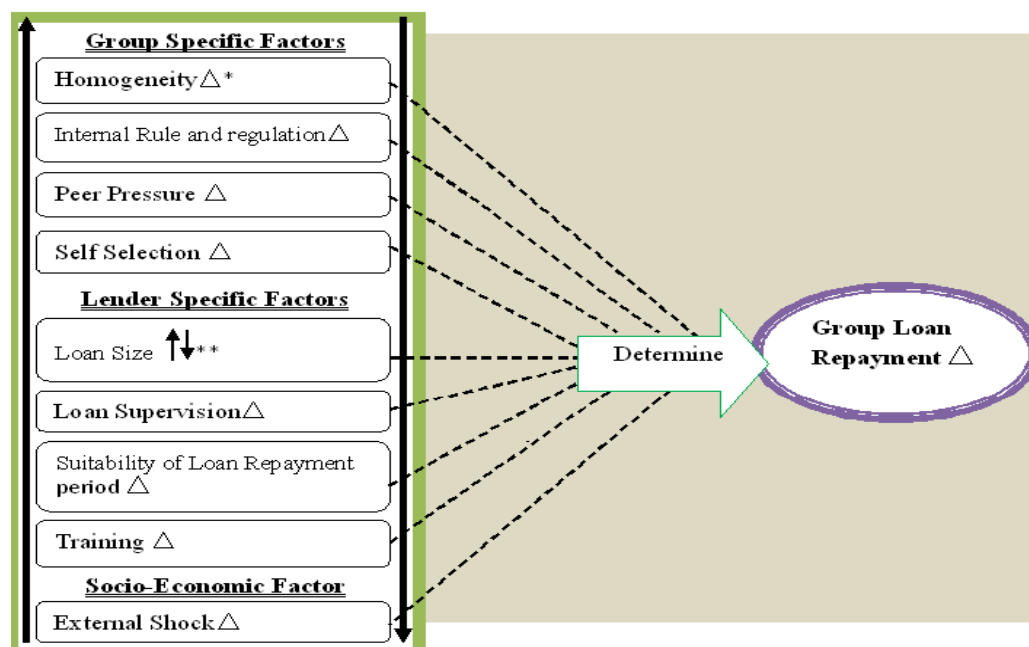 Group Specific Factors
Homogeneity △*
Internal Rule and regulation △
Peer Pressure △
Self Selection △
Lender Specific Factors
Loan Size ↑↓**
Loan Supervision △
Suitability of Loan Repayment
period △
Training △
Socio-Economic Factor
External Shock △
Determine
Group Loan
Repayment △